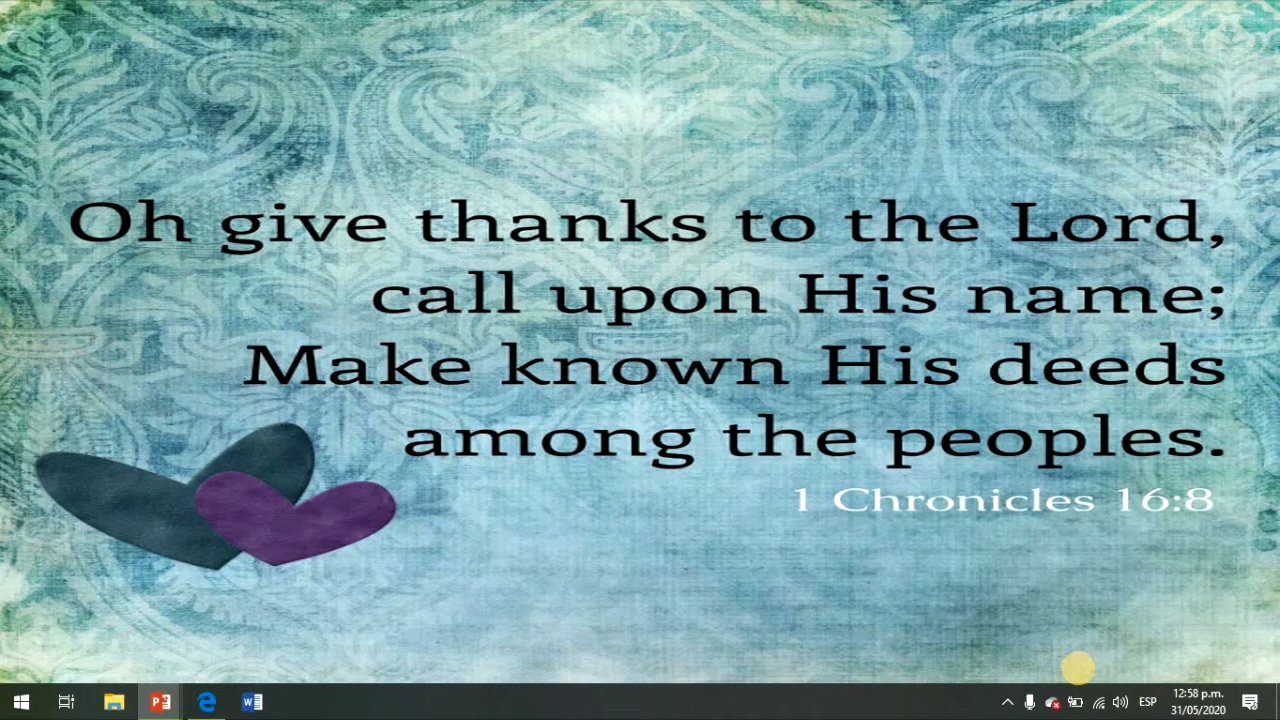 Oh give thanks to the Lord,
call upon His name;
Make known His deeds
among the peoples.
1 Chronicles 16:8
ESP
12:58 p.m.
31/05/2020